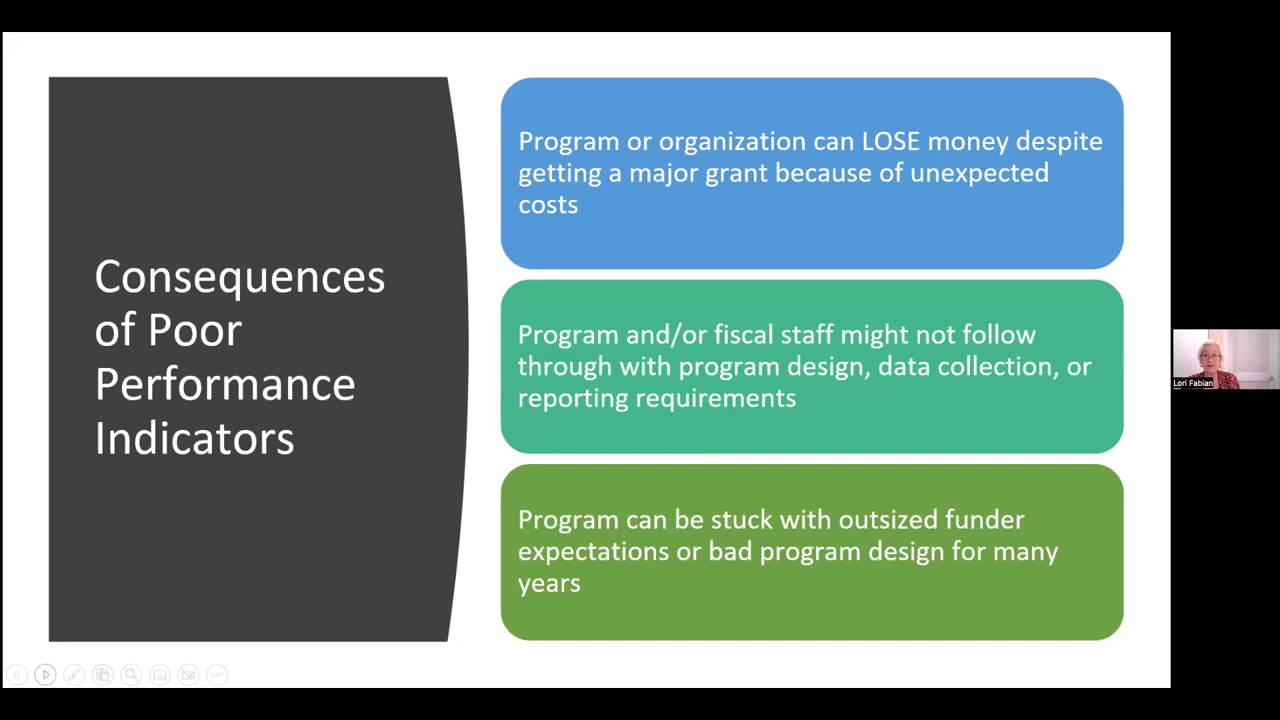 Consequences
of Poor
Performance
Indicators
Program or organization can LOSE money despite
getting a major grant because of unexpected
costs
Program and/or fiscal staff might not follow
through with program design, data collection, or
reporting requirements
Program can be stuck with outsized funder
expectations or bad program design for many
years
Lori Fabian